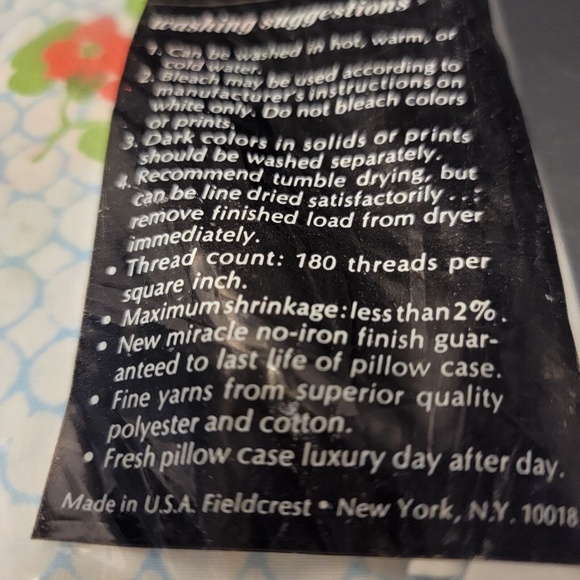 washing suggestions
1. Can be washed in hot, warm, or
cold water.
2. Bleach may be used according to
manufacturer's instructions on
white only. Do not bleach colors
or prints.
3. Dark colors in solids or prints
should be washed separately.
4. Recommend tumble drying, but
can be line dried satisfactorily . . :
remove finished load from dryer
immediately.
• Thread count: 180 threads per
square inch.
• Maximum shrinkage: less than 2%.
• New miracle no-iron finish guar-
anteed to last life of pillow case.
• Fine yarns from superior quality
polyester and cotton.
• Fresh pillow case luxury day after day.
Made in U.S.A. Fieldcrest • New York, N.Y. 10018